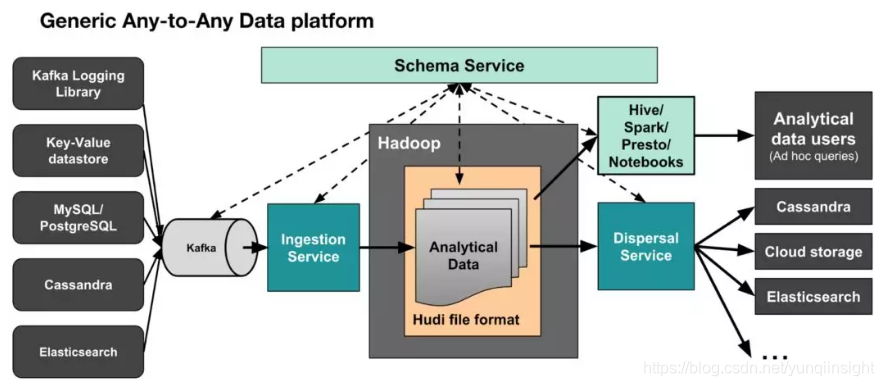 Generic Any-to-Any Data platform
Schema Service
Kafka Logging
Library
Key-Value
datastore
MySQL/
PostgreSQL
Cassandra
Elasticsearch
Kafka
Ingestion
Service
Hadoop
Analytical
Data
Hudi file format
Hive/
Spark/
Presto/
Notebooks
Dispersal
Service
Analytical
data users
(Ad hoc queries)
Cassandra
Cloud storage
Elasticsearch
...
https://blog.csdn.net/yunqiinsight